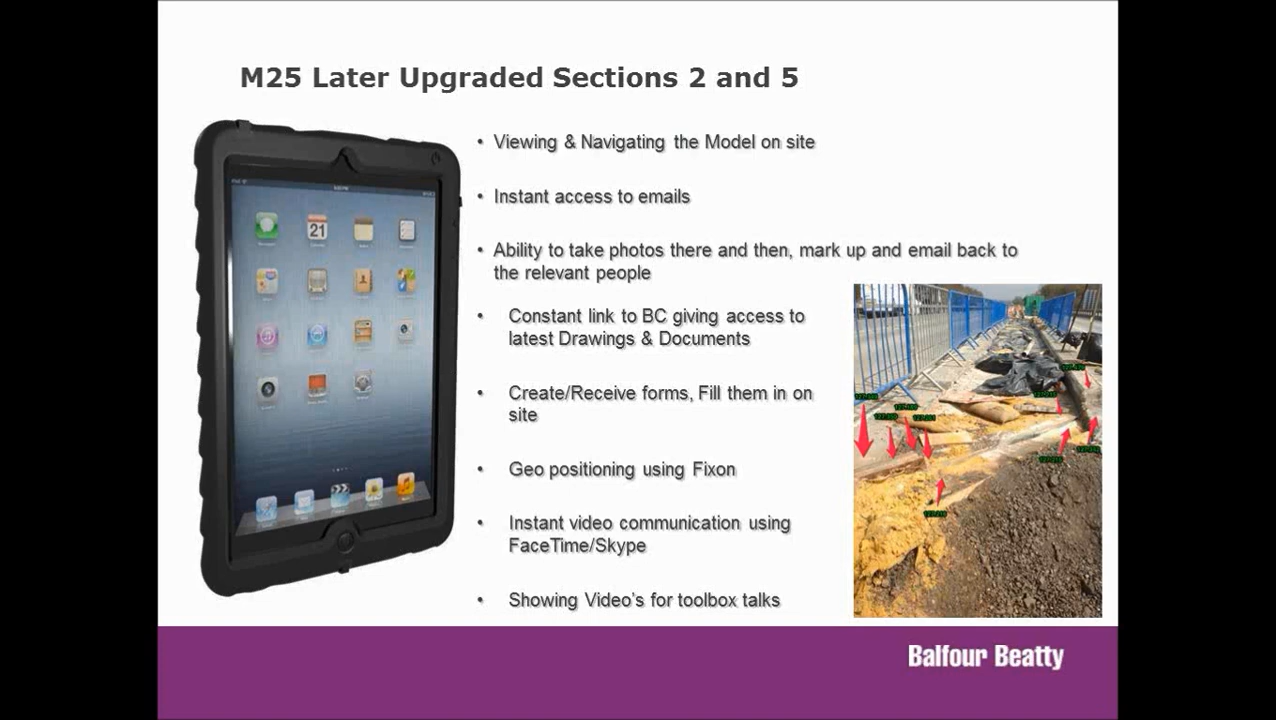 M25 Later Upgraded Sections 2 and 5
• Viewing & Navigating the Model on site
• Instant access to emails
• Ability to take photos there and then, mark up and email back to
the relevant people
• Constant link to BC giving access to
latest Drawings & Documents
• Create/Receive forms, Fill them in on
site
• Geo positioning using Fixon
• Instant video communication using
FaceTime/Skype
• Showing Video's for toolbox talks
21
Balfour Beatty